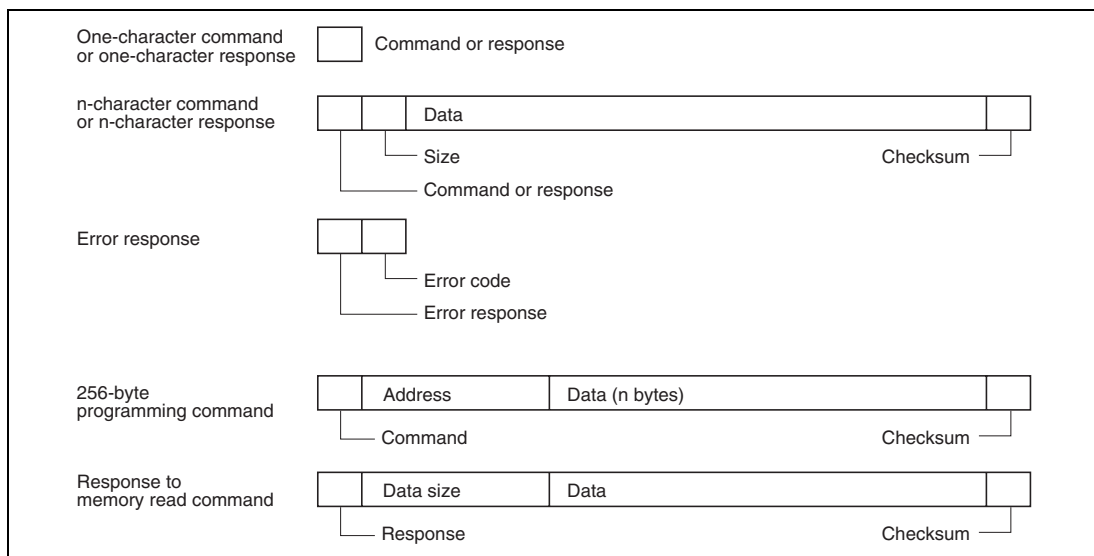 One-character command
or one-character response
Command or response
n-character command
or n-character response
Data
Size
Checksum
Command or response
Error response
Error code
Error response
256-byte
programming command
Address
Data (n bytes)
Command
Checksum
Response to
memory read command
Data size
Data
Response
Checksum